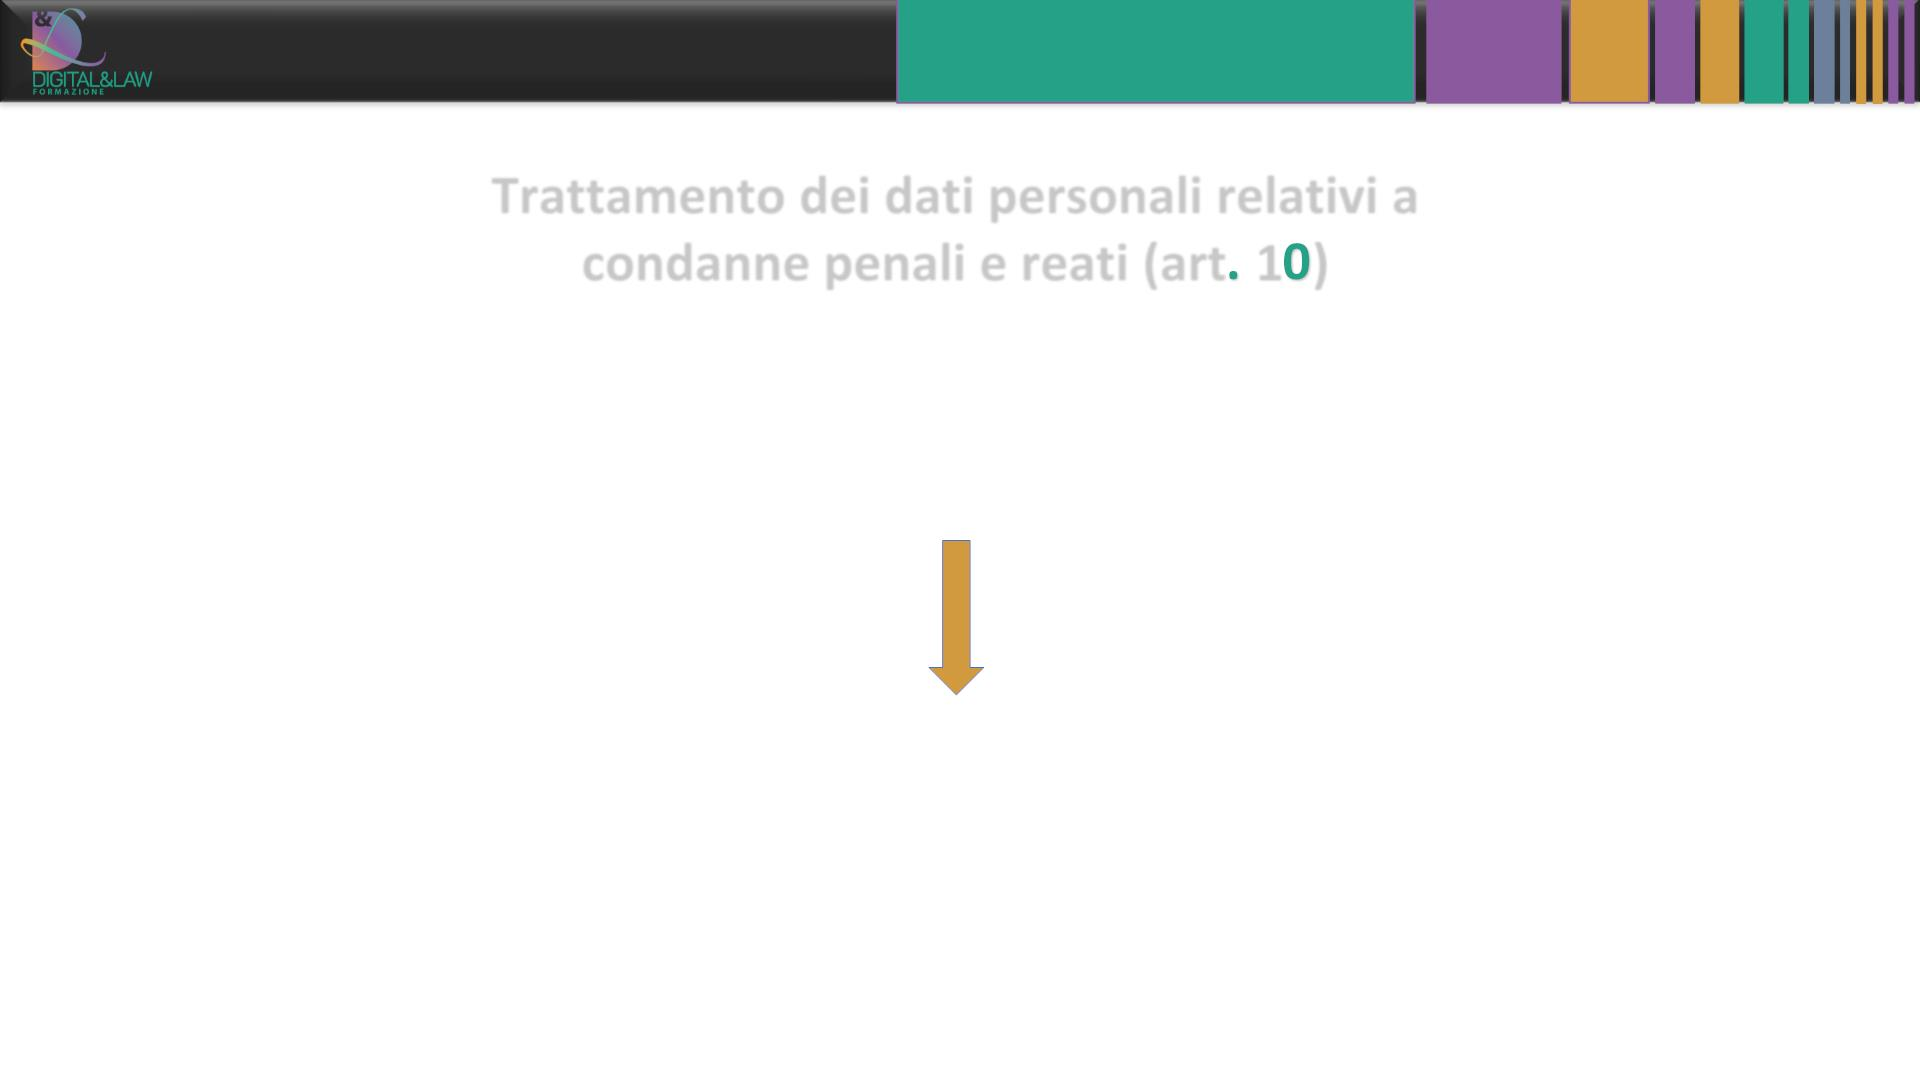 &
DIGITAL&LAW
FORMAZIONE
Trattamento dei dati personali relativi a
condanne penali e reati (art. 10)